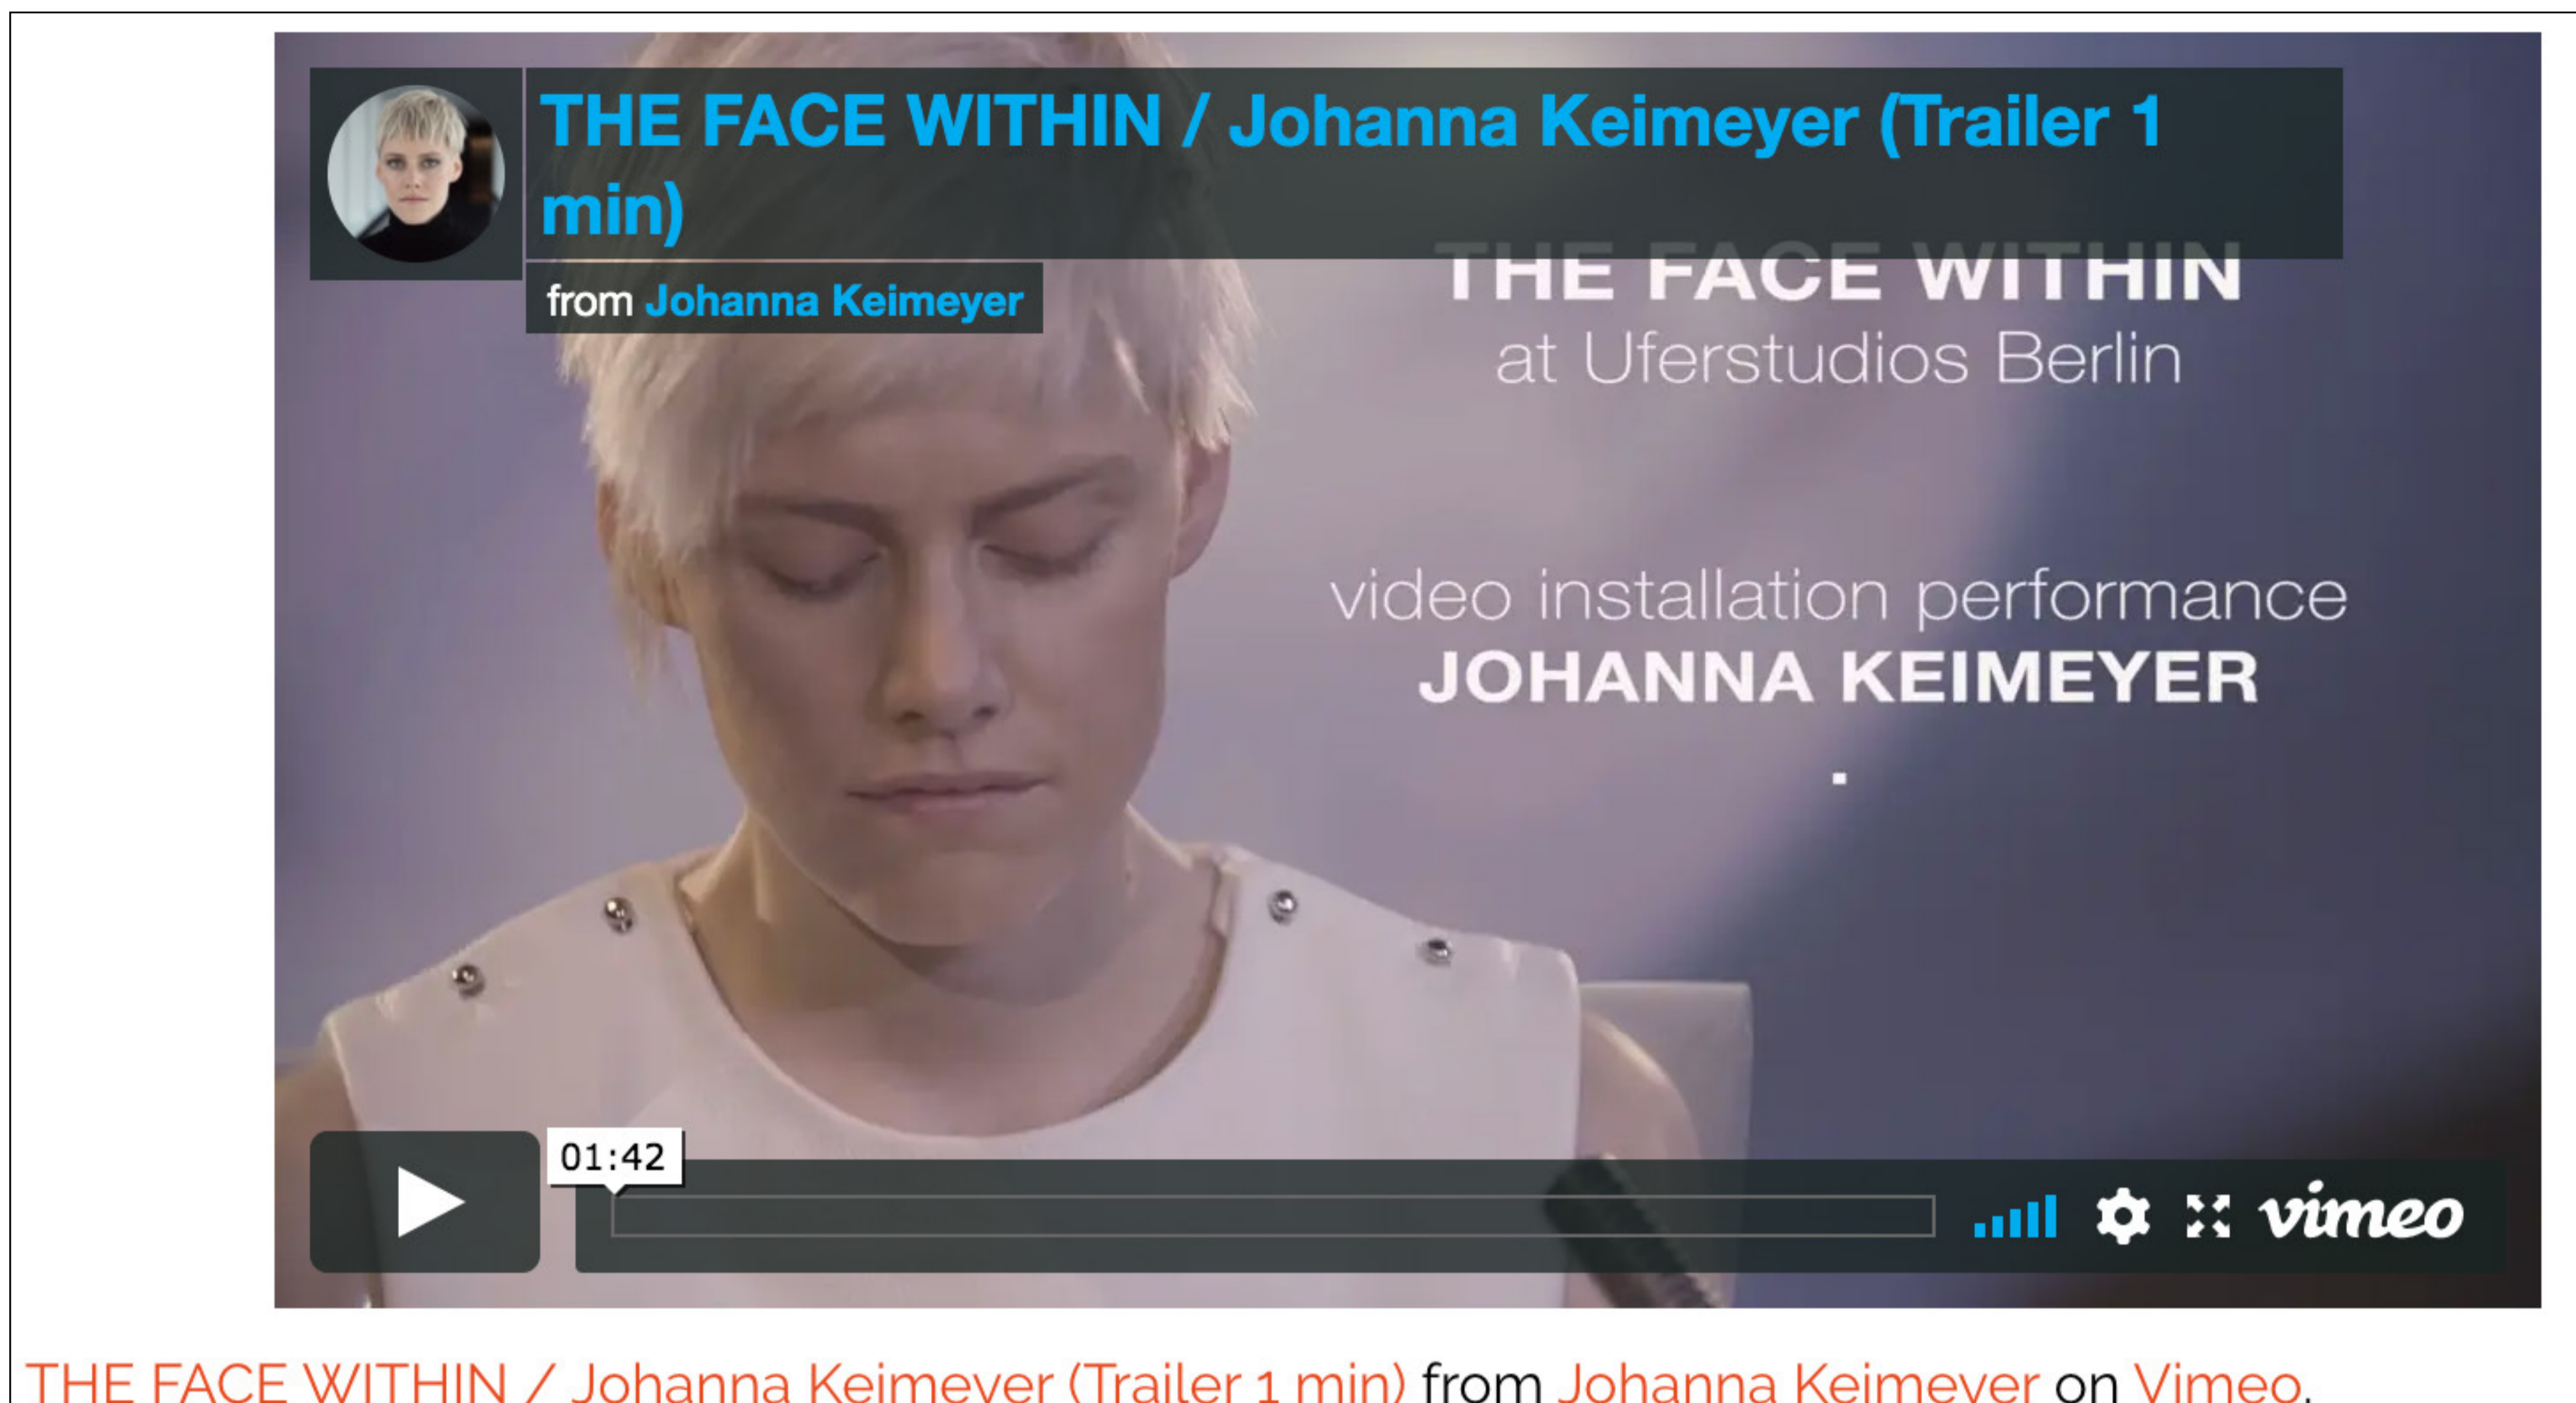 THE FACE WITHIN / Johanna Keimeyer (Trailer 1
min)
from Johanna Keimeyer
THE FACE WITHIN
at Uferstudios Berlin
video installation performance
JOHANNA KEIMEYER
.
01:42
vimeo
THE FACE WITHIN / Johanna Keimeyer (Trailer 1 min) from Johanna Keimeyer on Vimeo.